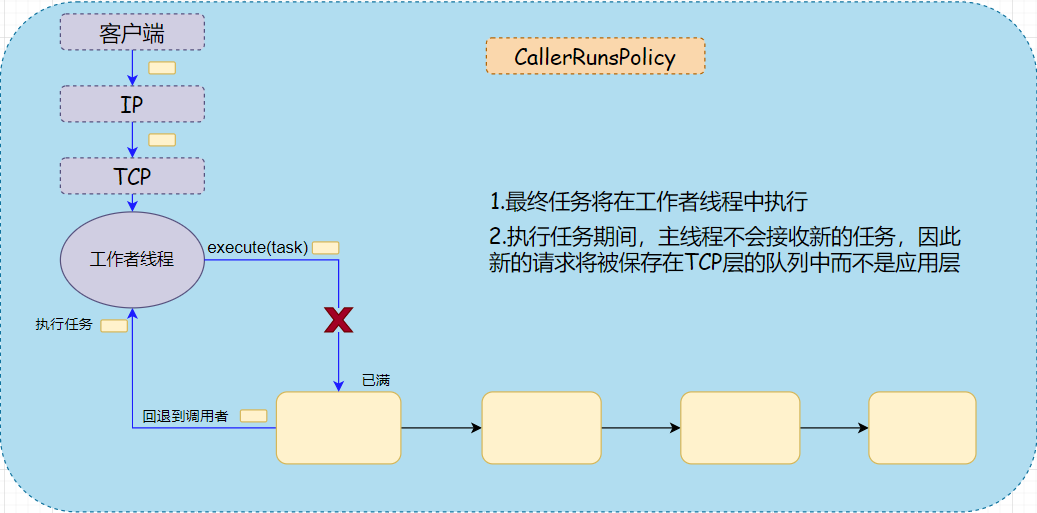 客户端
CallerRunsPolicy
IP
TCP
1.最终任务将在工作者线程中执行
2.执行任务期间，主线程不会接收新的任务，因此
新的请求将被保存在TCP层的队列中而不是应用层
工作者线程
execute(task)
执行任务
已满
回退到调用者